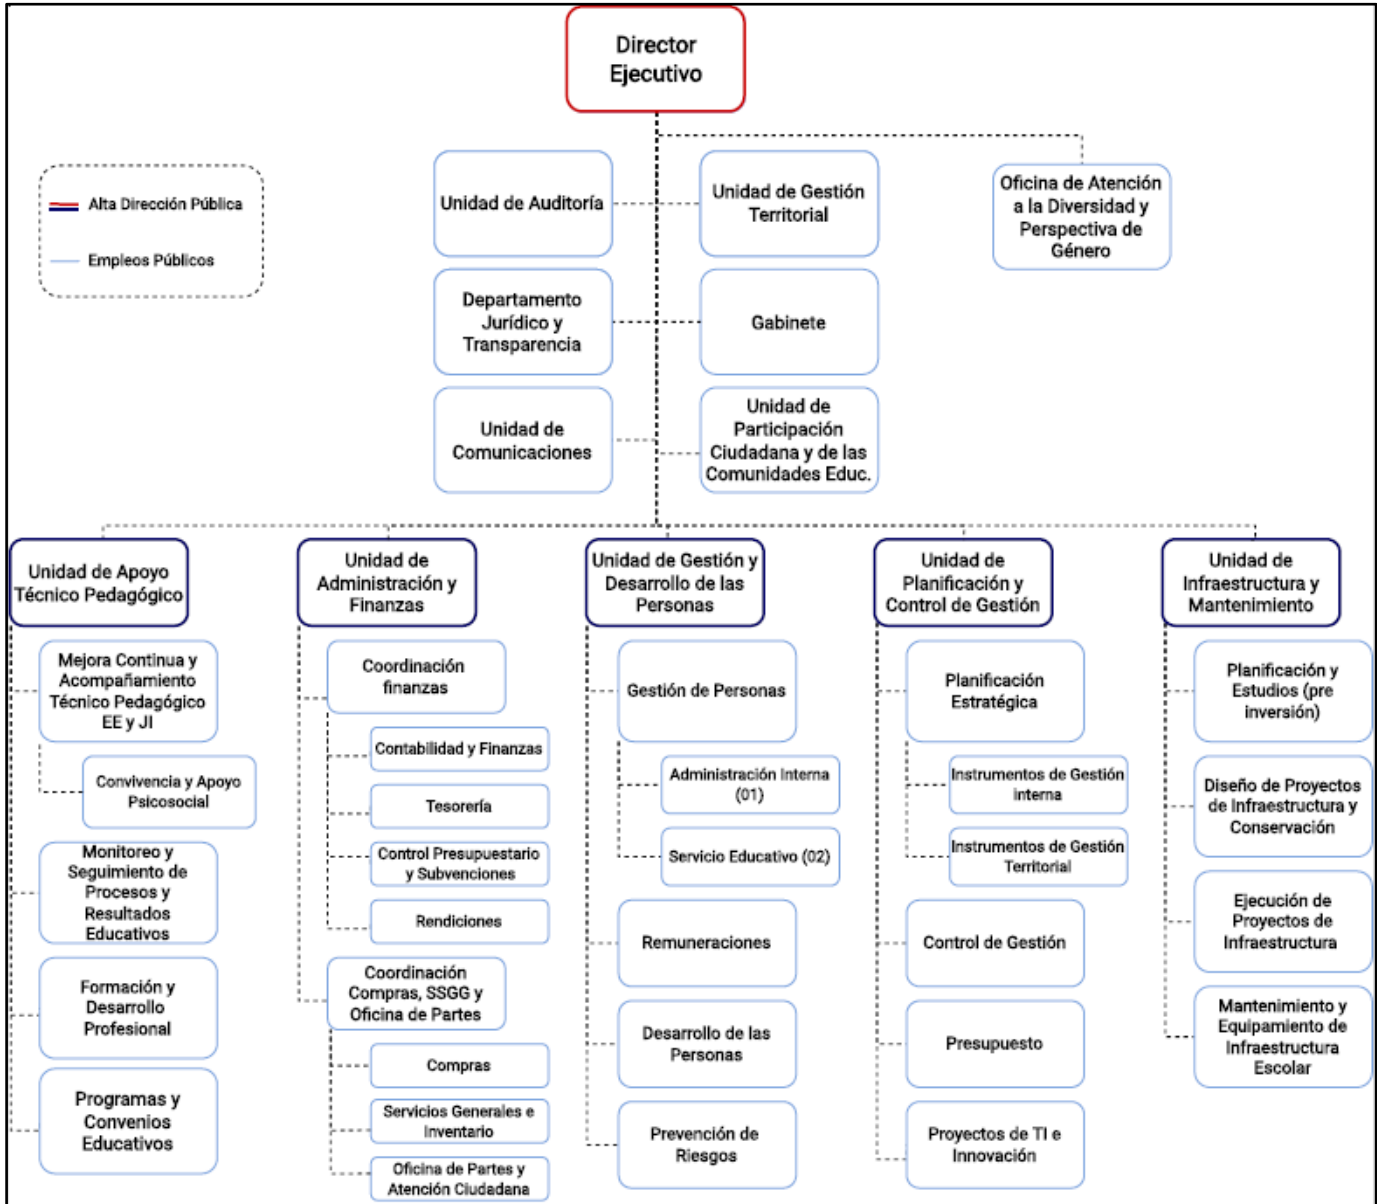 Director
Ejecutivo
Alta Dirección Pública
Empleos Públicos
Unidad de Auditoría
Unidad de Gestión
Territorial
Oficina de Atención
a la Diversidad y
Perspectiva de
Género
Departamento
Jurídico y
Transparencia
Gabinete
Unidad de
Comunicaciones
Unidad de
Participación
Ciudadana y de las
Comunidades Educ.
Unidad de Apoyo
Técnico Pedagógico
Unidad de
Administración y
Finanzas
Unidad de Gestión y
Desarrollo de las
Personas
Unidad de
Planificación y
Control de Gestión
Unidad de
Infraestructura y
Mantenimiento
Mejora Continua y
Acompañamiento
Técnico Pedagógico
EE y JI
Convivencia y Apoyo
Psicosocial
Monitoreo y
Seguimiento de
Procesos y
Resultados
Educativos
Formación y
Desarrollo
Profesional
Programas y
Convenios
Educativos
Coordinación
finanzas
Contabilidad y Finanzas
Tesorería
Control Presupuestario
y Subvenciones
Rendiciones
Coordinación
Compras, SSGG y
Oficina de Partes
Compras
Servicios Generales e
Inventario
Oficina de Partes y
Atención Ciudadana
Gestión de Personas
Administración Interna
(01)
Servicio Educativo (02)
Remuneraciones
Desarrollo de las
Personas
Prevención de
Riesgos
Planificación
Estratégica
Instrumentos de Gestión
interna
Instrumentos de Gestión
Territorial
Control de Gestión
Presupuesto
Proyectos de TI e
Innovación
Planificación y
Estudios (pre
inversión)
Diseño de Proyectos
de Infraestructura y
Conservación
Ejecución de
Proyectos de
Infraestructura
Mantenimiento y
Equipamiento de
Infraestructura
Escolar